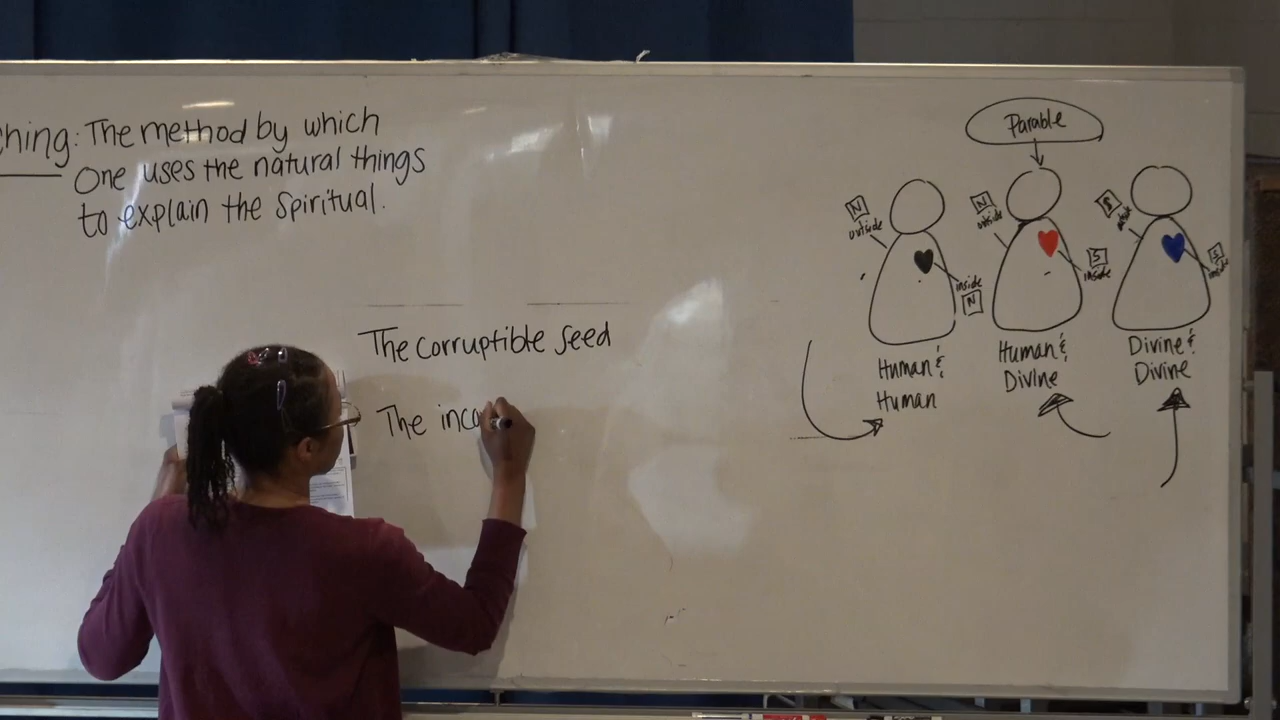 ching: The method by which
One uses the natural things
to explain the Spiritual.
The corruptible Seed
The inco
Parable
N
outside
inside
N
Human &
Human
N
outside
S
inside
Human &
Divine
S
S
inside
Divine &
Divine